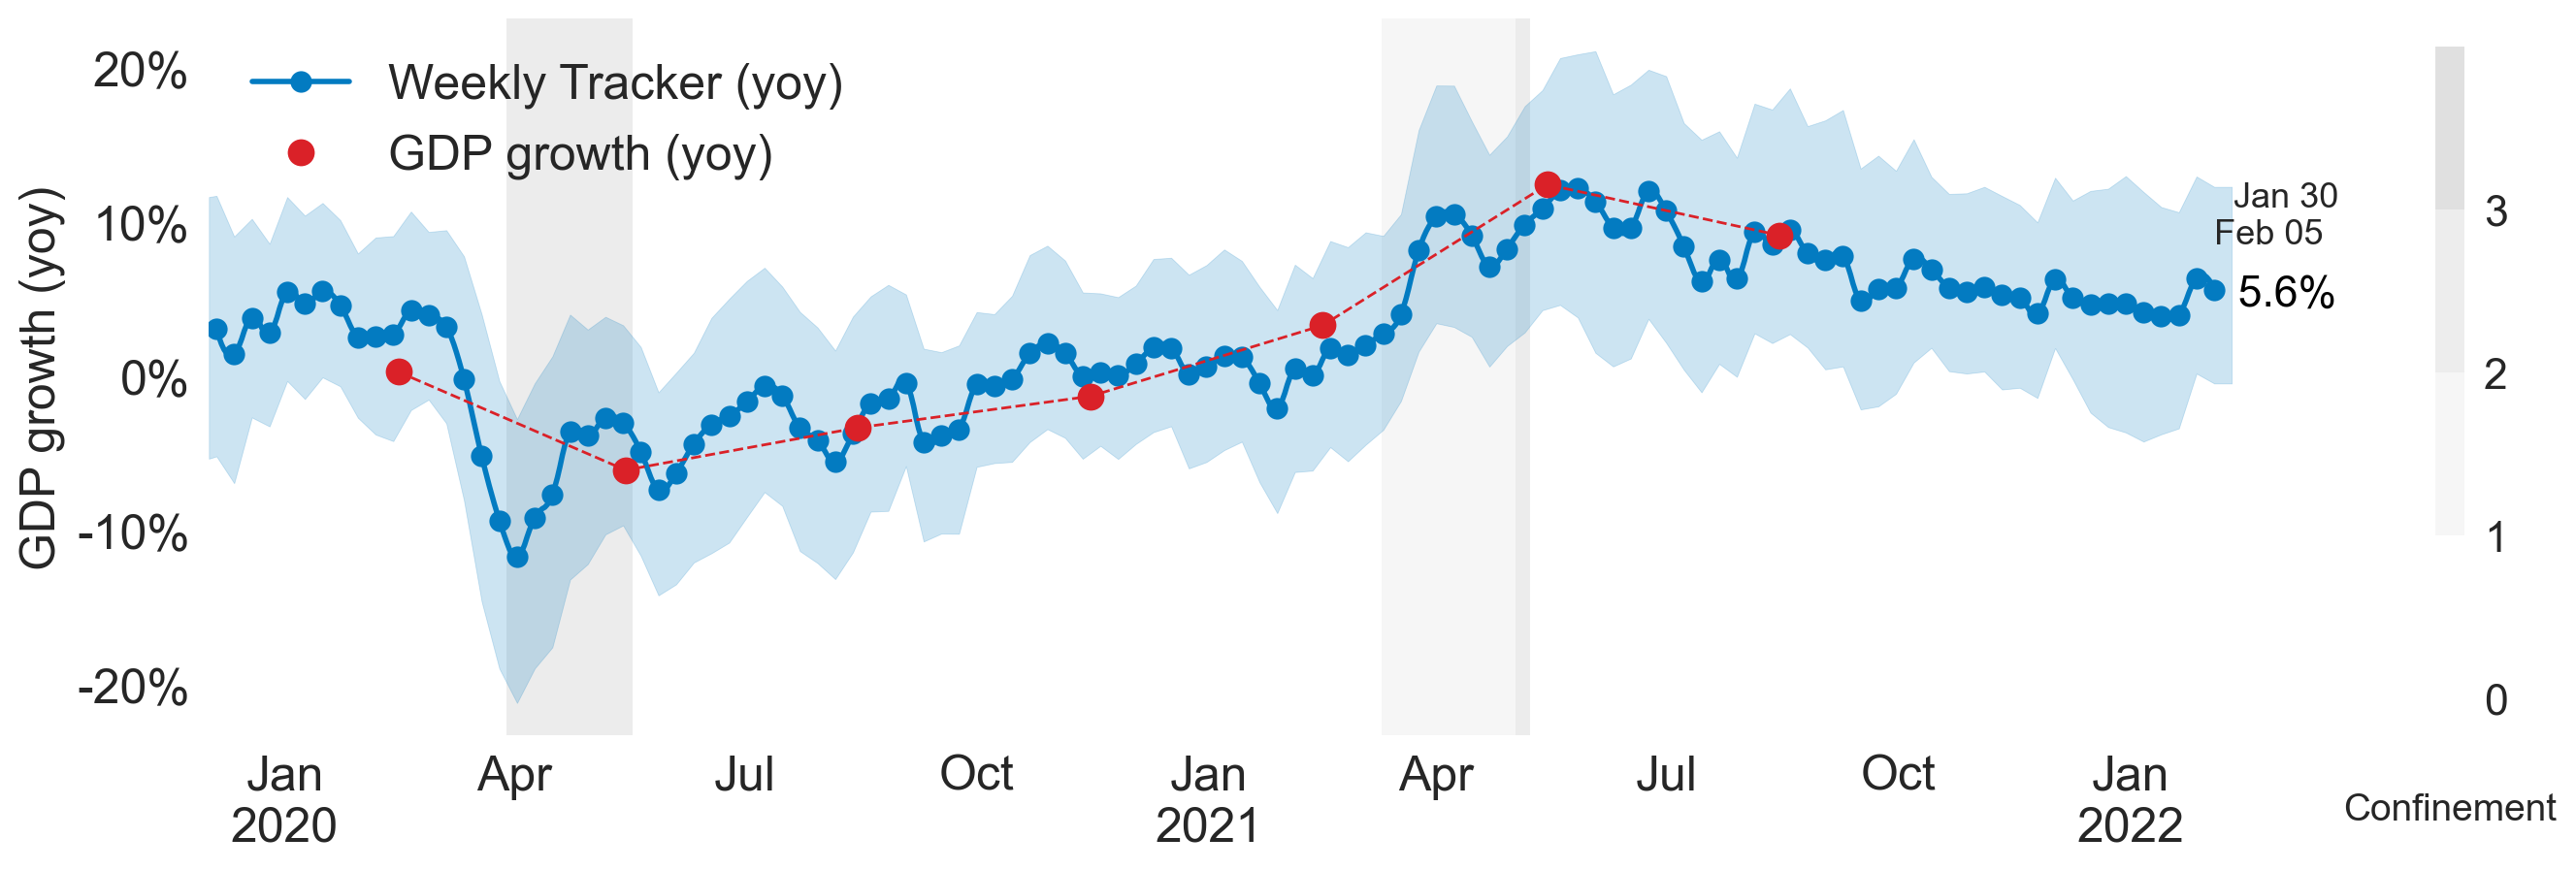 Weekly Tracker (yoy)
GDP growth (yoy)
GDP growth (yoy)
20%
10%
0%
-10%
-20%
Jan 30
Feb 05
5.6%
3
2
1
0
Jan
2020
Apr
Jul
Oct
Jan
2021
Apr
Jul
Oct
Jan
2022
Confinement